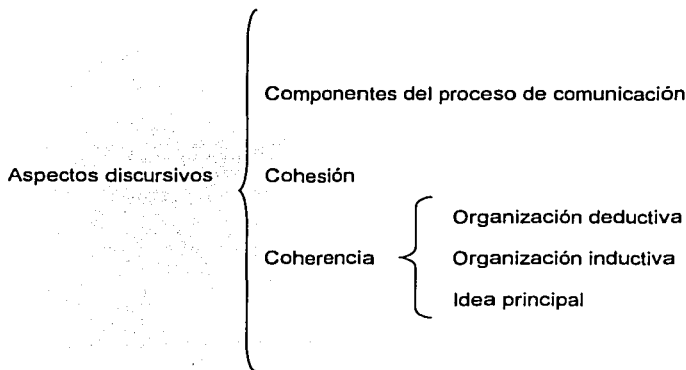 Componentes del proceso de comunicación
Aspectos discursivos
Cohesión
Coherencia
Organización deductiva
Organización inductiva
Idea principal